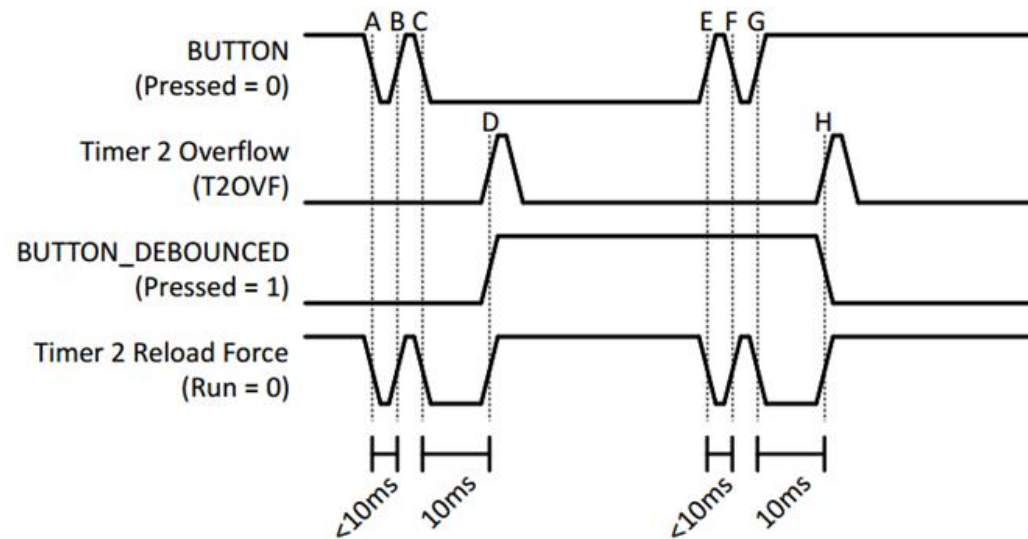 A B C E F G
BUTTON
(Pressed = 0)
D H
Timer 2 Overflow
(T2OVF)
BUTTON_DEBOUNCED
(Pressed = 1)
Timer 2 Reload Force
(Run = 0)
<10ms 10ms <10ms 10ms